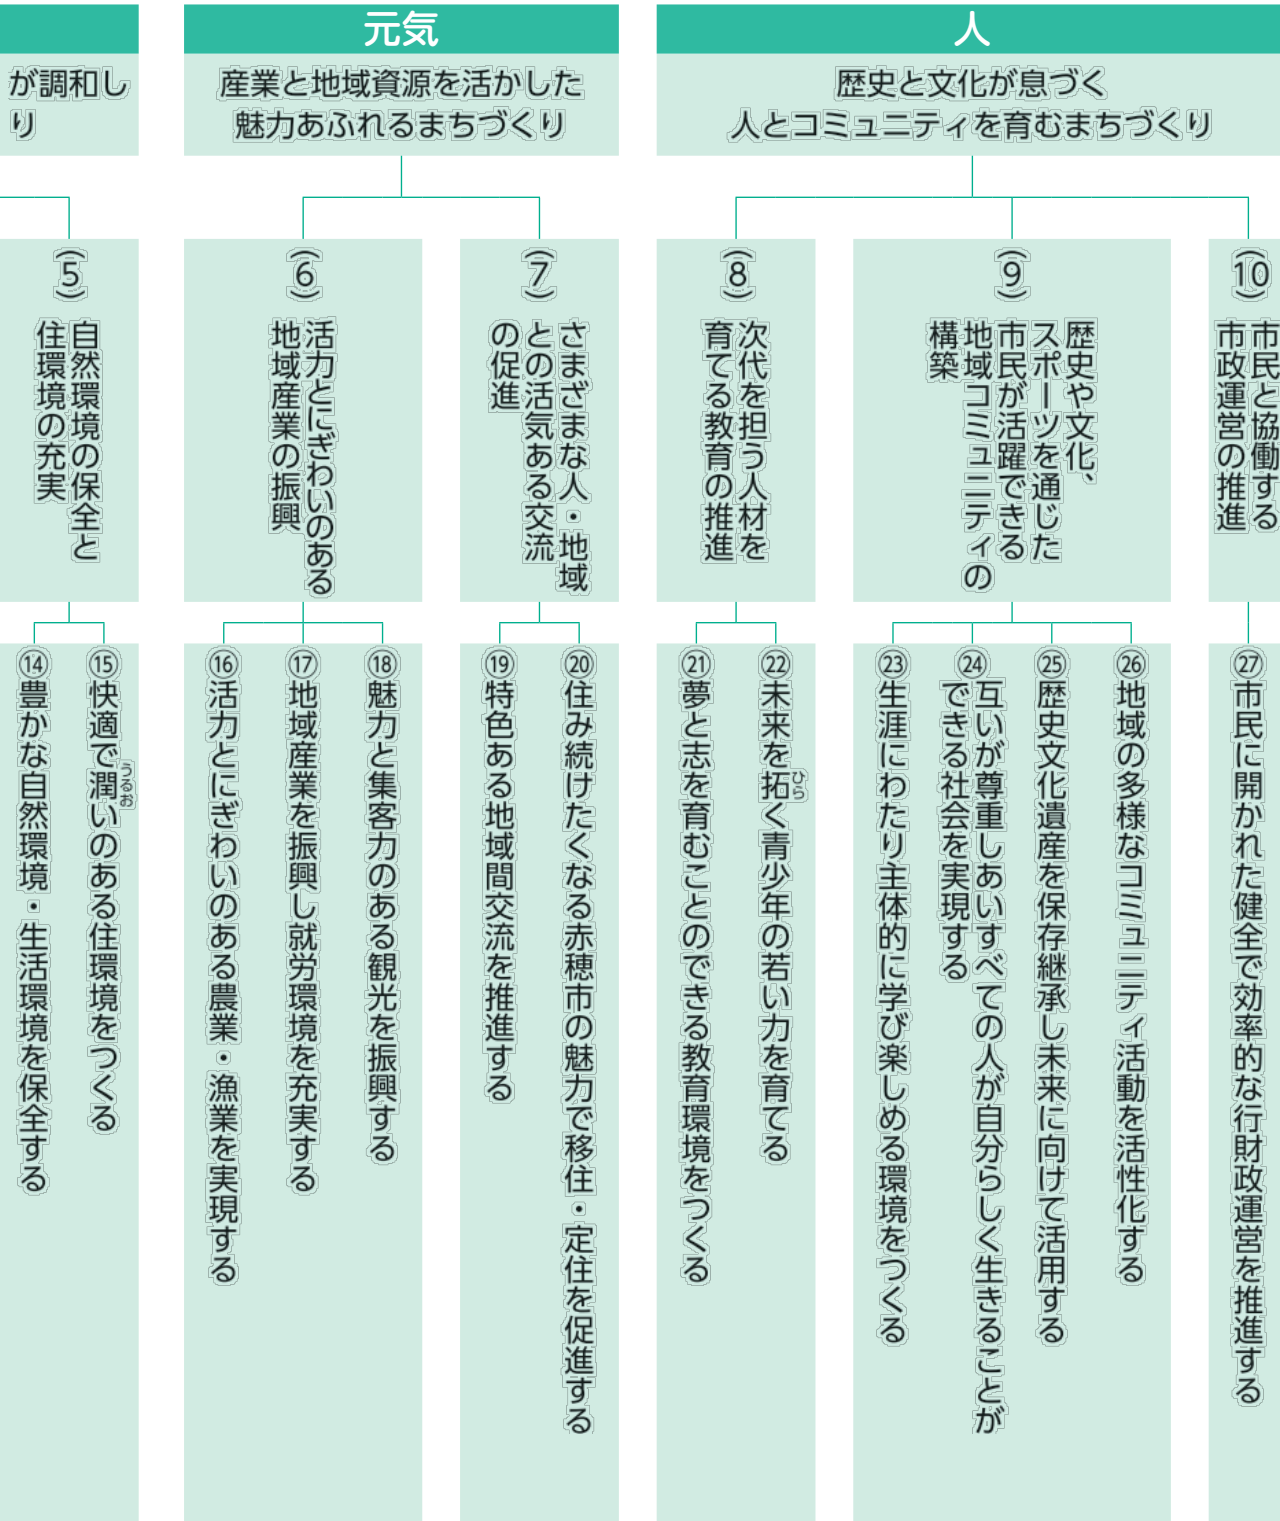 が調和し
り
元気
産業と地域資源を活かした
魅力あふれるまちづくり
人
歴史と文化が息づく
人とコミュニティを育むまちづくり
(5)
自然環境の保全と
住環境の充実
(6)
活力とにぎわいのある
地域産業の振興
(7)
さまざまな人・地域
との活気ある交流
の促進
(8)
次代を担う人材を
育てる教育の推進
(9)
歴史や文化、
スポーツを通じた
市民が活躍できる
地域コミュニティの
構築
(10)
市民と協働する
市政運営の推進
⑭豊かな自然環境・生活環境を保全する
⑮快適で潤いのある住環境をつくる
うるお
⑯活力とにぎわいのある農業・漁業を実現する
⑰地域産業を振興し就労環境を充実する
⑱魅力と集客力のある観光を振興する
⑲特色ある地域間交流を推進する
⑳住み続けたくなる赤穂市の魅力で移住・定住を促進する
㉑夢と志を育むことのできる教育環境をつくる
㉒未来を拓く青少年の若い力を育てる
ひら
㉓生涯にわたり主体的に学び楽しめる環境をつくる
㉔互いが尊重しあいすべての人が自分らしく生きることが
できる社会を実現する
㉕歴史文化遺産を保存継承し未来に向けて活用する
㉖地域の多様なコミュニティ活動を活性化する
㉗市民に開かれた健全で効率的な行財政運営を推進する